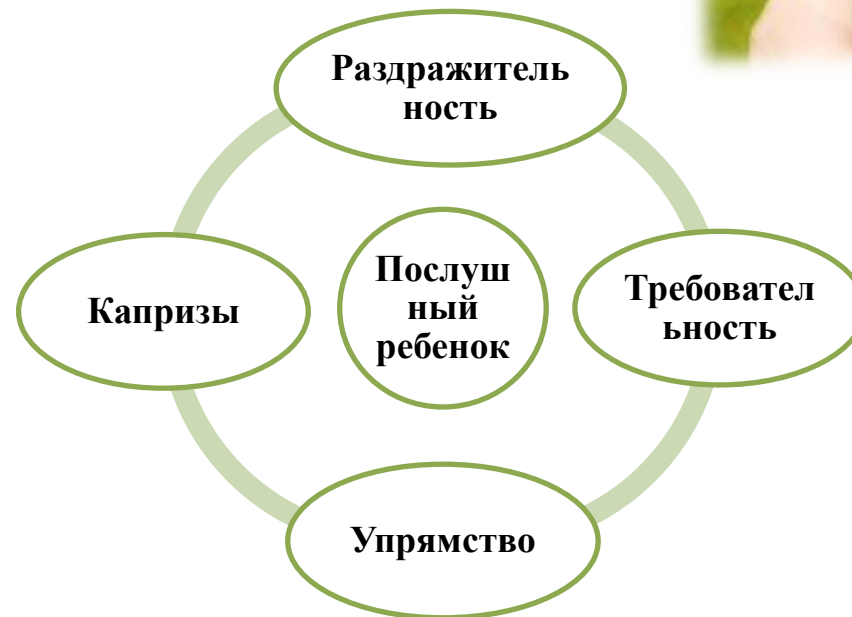 Раздражитель
ность
Капризы
Послуш
ный
ребенок
Требовател
ьность
Упрямство